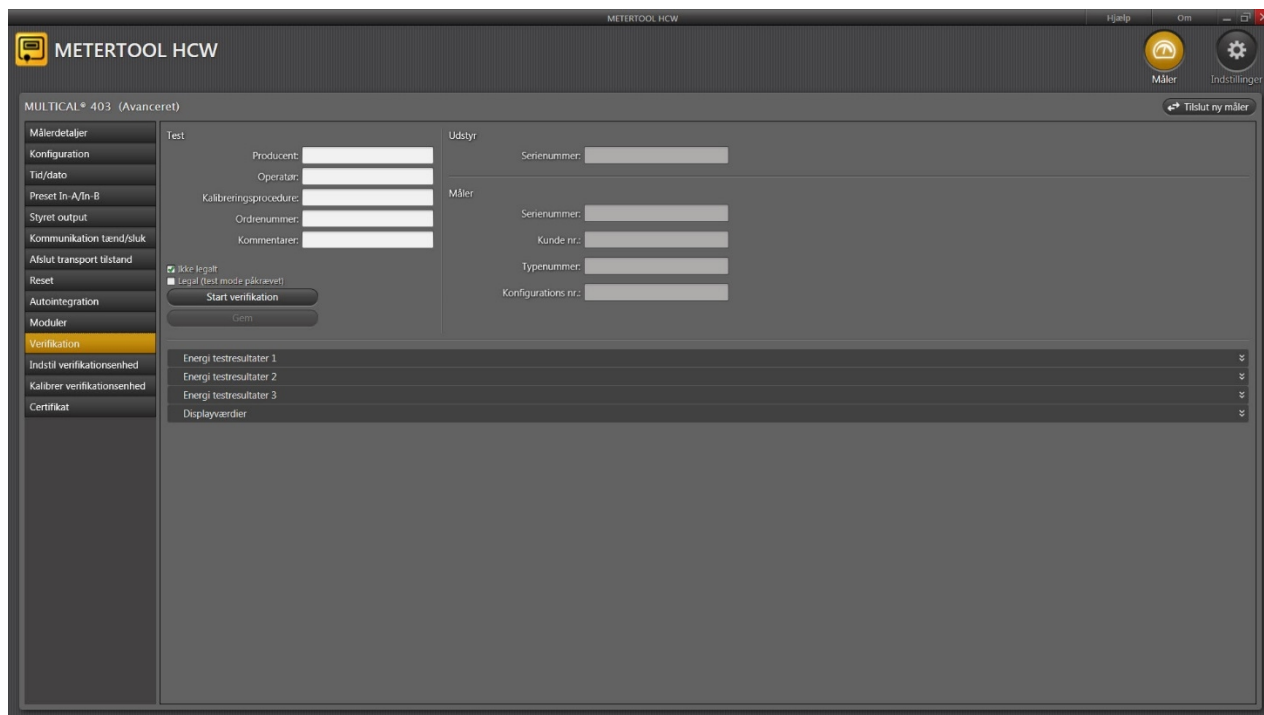 METERTOOL HCW
Hjælp Om
METERTOOL HCW
Måler Indstillinger
MULTICAL® 403 (Avanceret)
Tilslut ny måler
Målerdetaljer
Konfiguration
Tid/dato
Preset In-A/In-B
Styret output
Kommunikation tænd/sluk
Afslut transport tilstand
Reset
Autointegration
Moduler
Verifikation
Indstil verifikationsenhed
Kalibrer verifikationsenhed
Certifikat
Test
Producent:
Operatør:
Kalibreringsprocedure:
Ordrenummer:
Kommentarer:
Ikke legalt
Legal (test mode påkrævet)
Start verifikation
Gem
Udstyr
Serienummer:
Måler
Serienummer:
Kunde nr.:
Typenummer:
Konfigurations nr.:
Energi testresultater 1
Energi testresultater 2
Energi testresultater 3
Displayværdier